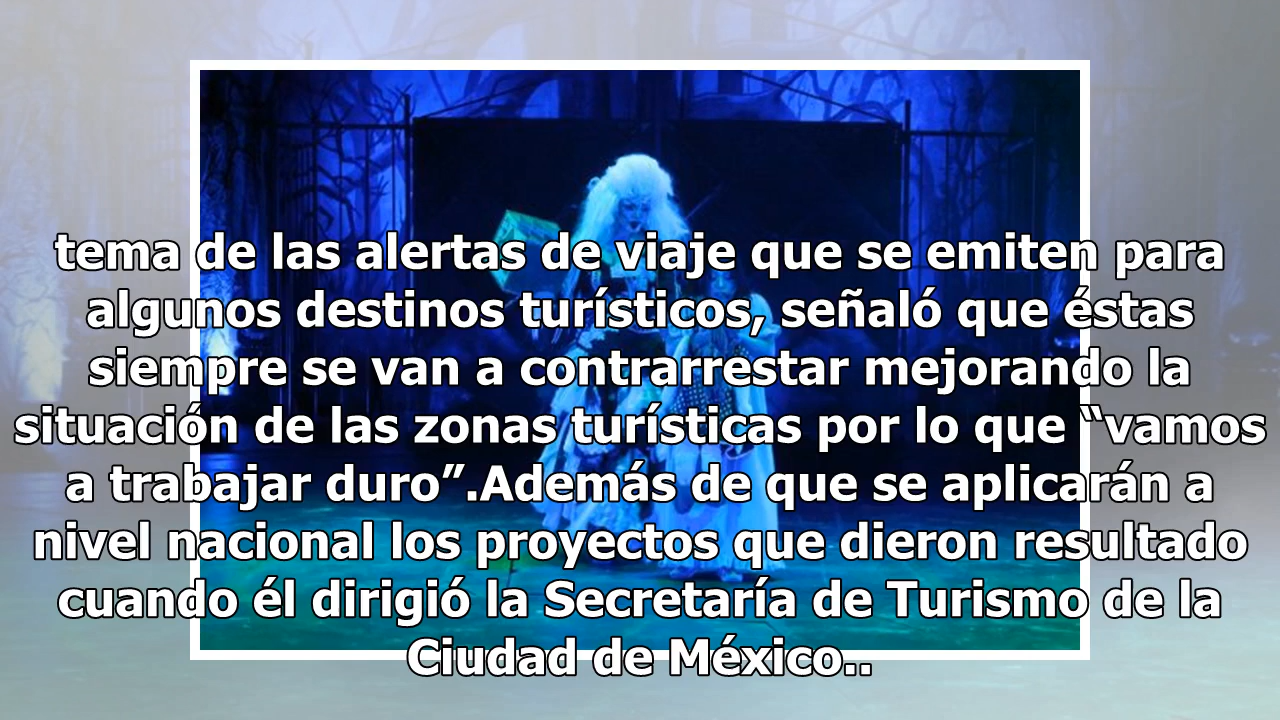 tema de las alertas de viaje que se emiten para
algunos destinos turísticos, señaló que éstas
siempre se van a contrarrestar mejorando la
situación de las zonas turísticas por lo que “vamos
a trabajar duro”.Además de que se aplicarán a
nivel nacional los proyectos que dieron resultado
cuando él dirigió la Secretaría de Turismo de la
Ciudad de México..